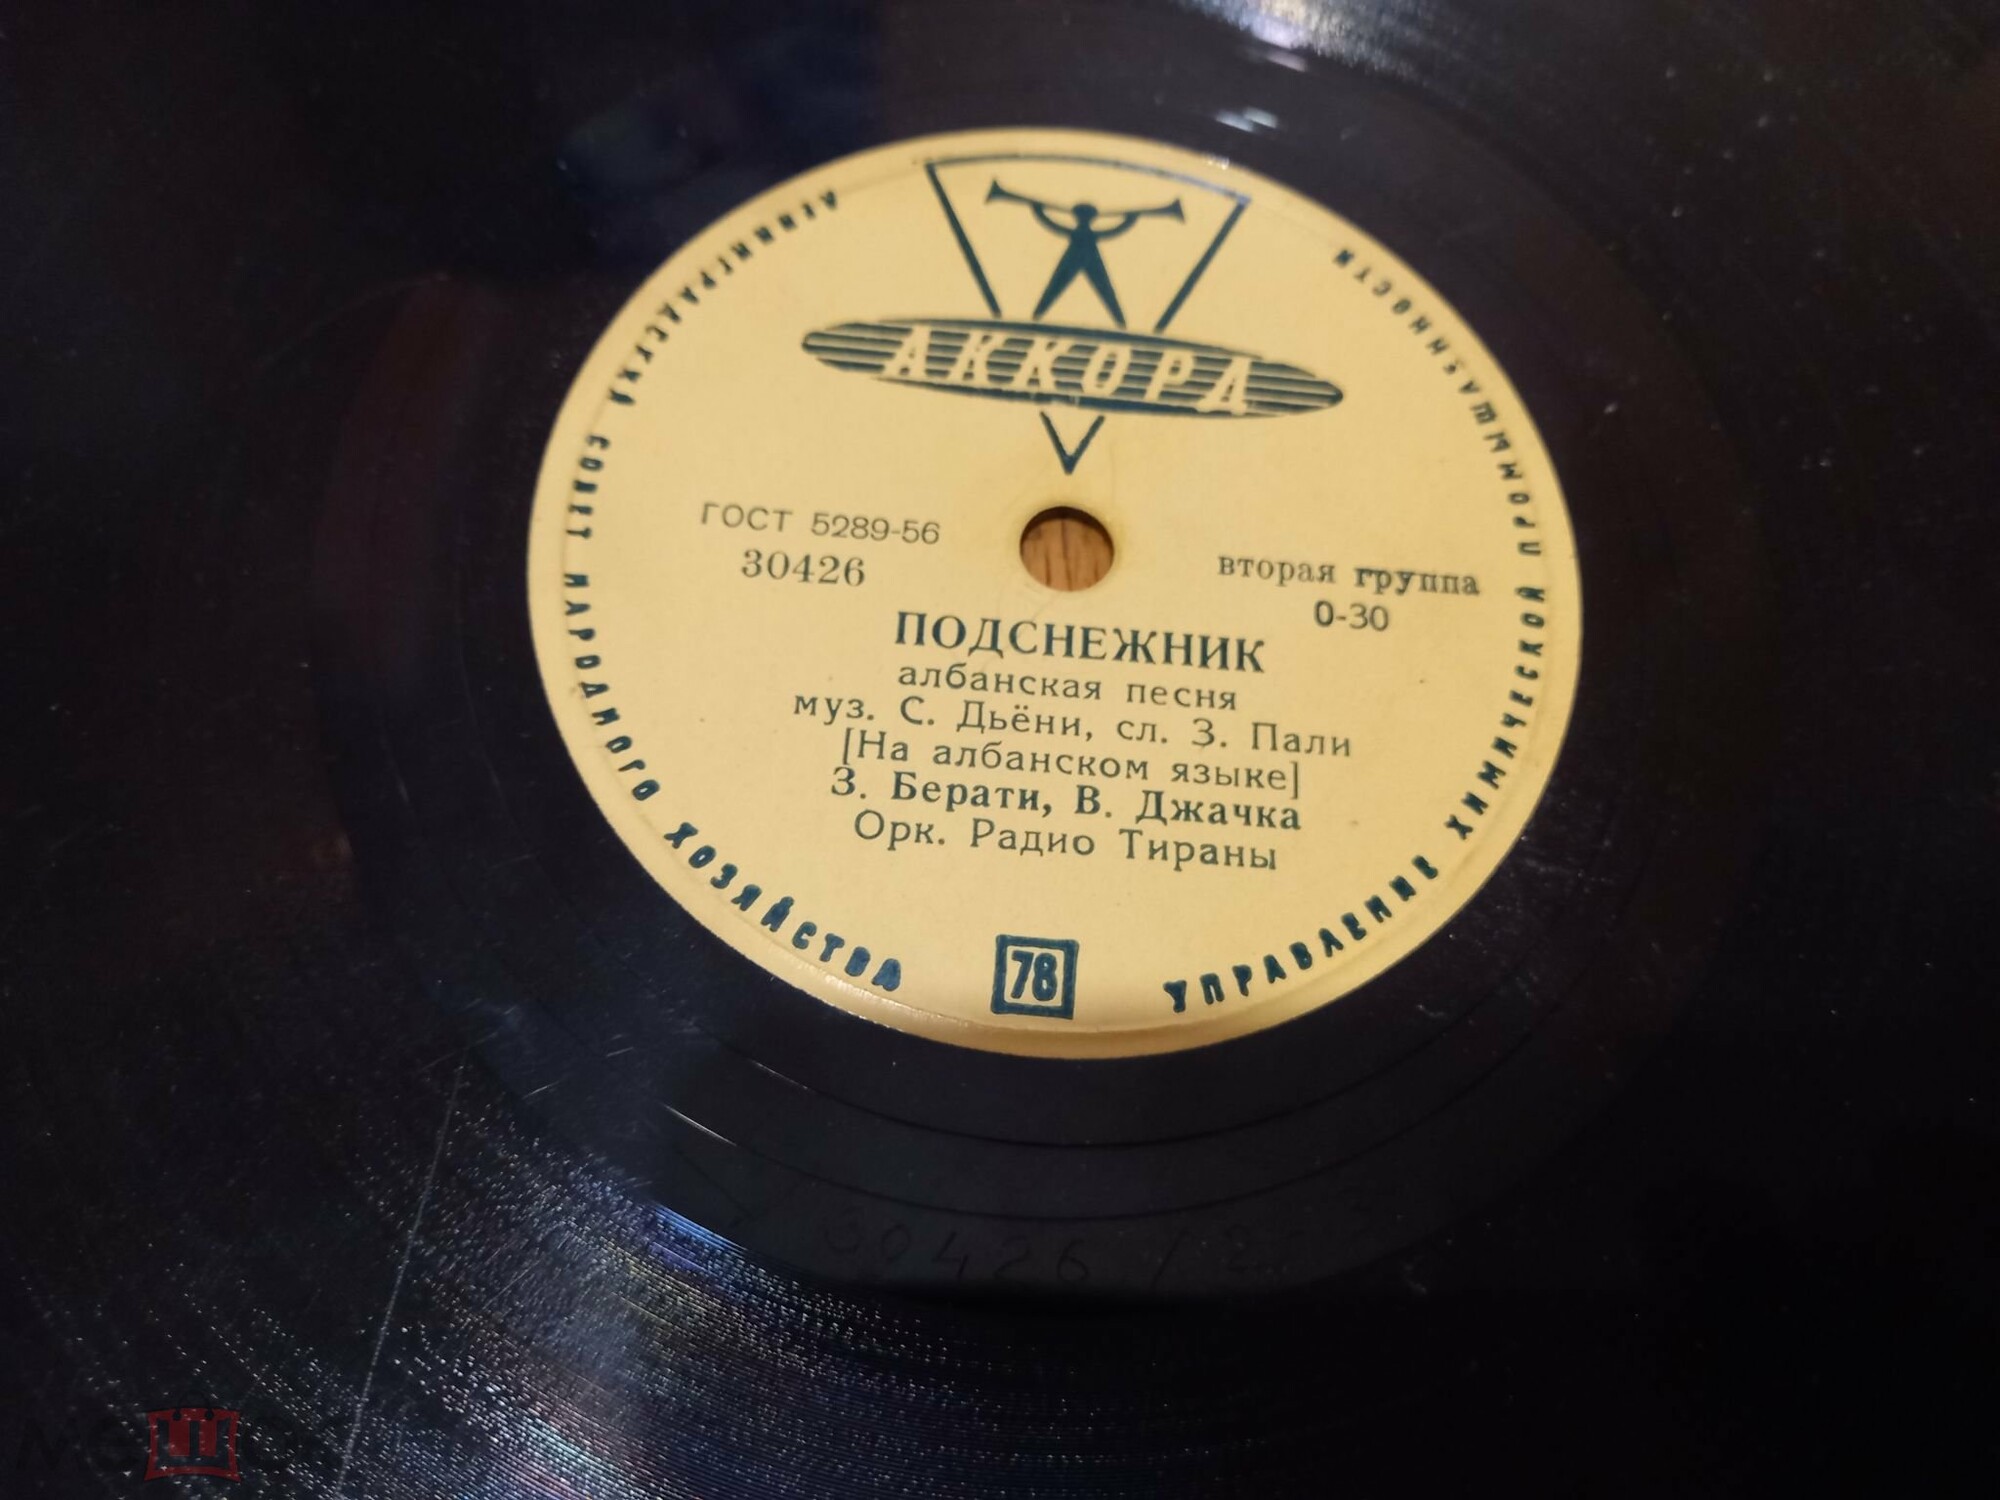 АККОРД
ЛЕНИНГРАДСКИЙ СОВЕТ НАРОДНОГО ХОЗЯЙСТВА
УПРАВЛЕНИЕ ХИМИЧЕСКОЙ ПРОМЫШЛЕННОСТИ
ГОСТ 5289-56
30426
вторая группа
0-30
ПОДСНЕЖНИК
албанская песня
муз. С. Дьёни, сл. З. Пали
[На албанском языке]
З. Берати, В. Джачка
Орк. Радио Тираны
78
30426 / 2